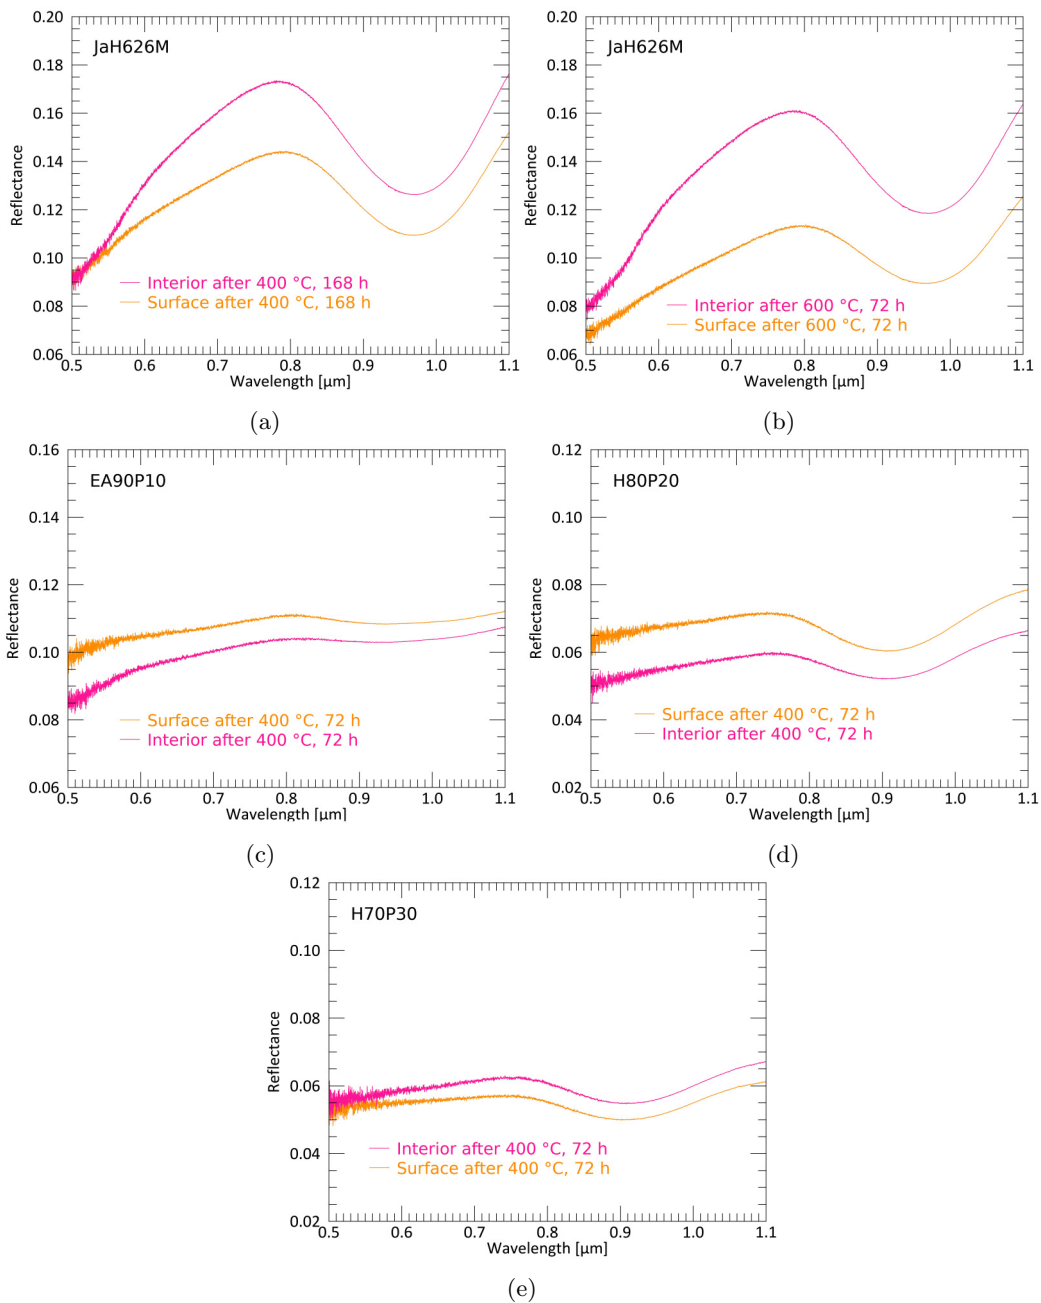 0.20
0.18
0.16
0.14
0.12
0.10
0.08
0.06
Reflectance
JaH626M
Interior after 400 °C, 168 h
Surface after 400 °C, 168 h
0.5 0.6 0.7 0.8 0.9 1.0 1.1
Wavelength [µm]
(a)
0.20
0.18
0.16
0.14
0.12
0.10
0.08
0.06
Reflectance
JaH626M
Interior after 600 °C, 72 h
Surface after 600 °C, 72 h
0.5 0.6 0.7 0.8 0.9 1.0 1.1
Wavelength [µm]
(b)
0.16
0.14
0.12
0.10
0.08
0.06
Reflectance
EA90P10
Surface after 400 °C, 72 h
Interior after 400 °C, 72 h
0.5 0.6 0.7 0.8 0.9 1.0 1.1
Wavelength [µm]
(c)
0.12
0.10
0.08
0.06
0.04
0.02
Reflectance
H80P20
Surface after 400 °C, 72 h
Interior after 400 °C, 72 h
0.5 0.6 0.7 0.8 0.9 1.0 1.1
Wavelength [µm]
(d)
0.12
0.10
0.08
0.06
0.04
0.02
Reflectance
H70P30
Interior after 400 °C, 72 h
Surface after 400 °C, 72 h
0.5 0.6 0.7 0.8 0.9 1.0 1.1
Wavelength [µm]
(e)